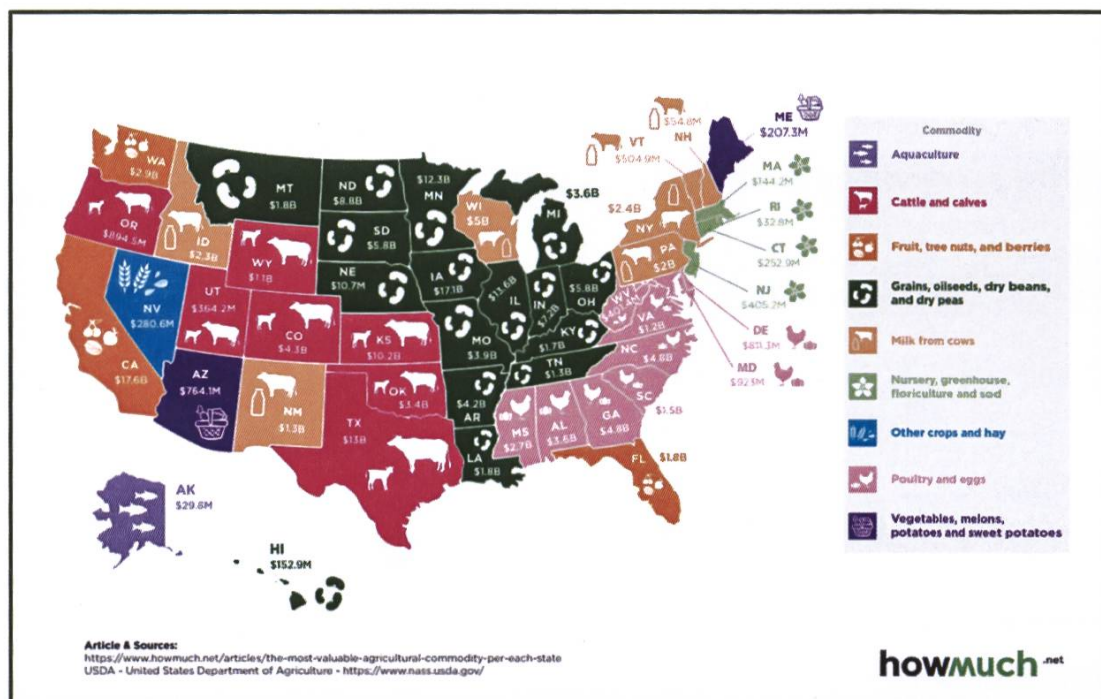 WA
$2.9B
OR
$894.5M
CA
$17.6B
ID
$2.3B
NV
$280.6M
UT
$364.2M
AZ
$764.1M
MT
$1.8B
WY
$1.1B
CO
$4.3B
NM
$1.3B
ND
$8.8B
SD
$5.8B
NE
$10.7B
KS
$10.2B
OK
$3.4B
TX
$13B
$12.3B
MN
IA
$17.1B
MO
$3.9B
$4.2B
AR
LA
$1.8B
WI
$5B
$13.6B
IL
$3.6B
MI
IN
$2.2B
$5.8B
OH
KY
$1.7B
TN
$1.3B
MS
$2.7B
AL
$3.6B
GA
$4.8B
FL
$1.8B
SC
$1.5B
NC
$4.8B
VA
$1.2B
WV
PA
$2B
$2.4B
NY
VT
$504.9M
$54.8M
NH
ME
$207.3M
MA
$144.2M
RI
$32.8M
CT
$252.9M
NJ
$405.2M
DE
$811.3M
MD
$923M
AK
$29.6M
HI
$152.9M
Commodity
Aquaculture
Cattle and calves
Fruit, tree nuts, and berries
Grains, oilseeds, dry beans,
and dry peas
Milk from cows
Nursery, greenhouse,
floriculture and sod
Other crops and hay
Poultry and eggs
Vegetables, melons,
potatoes and sweet potatoes
Article & Sources:
https://www.howmuch.net/articles/the-most-valuable-agricultural-commodity-per-each-state
USDA - United States Department of Agriculture - https://www.nass.usda.gov/
howmuch.net